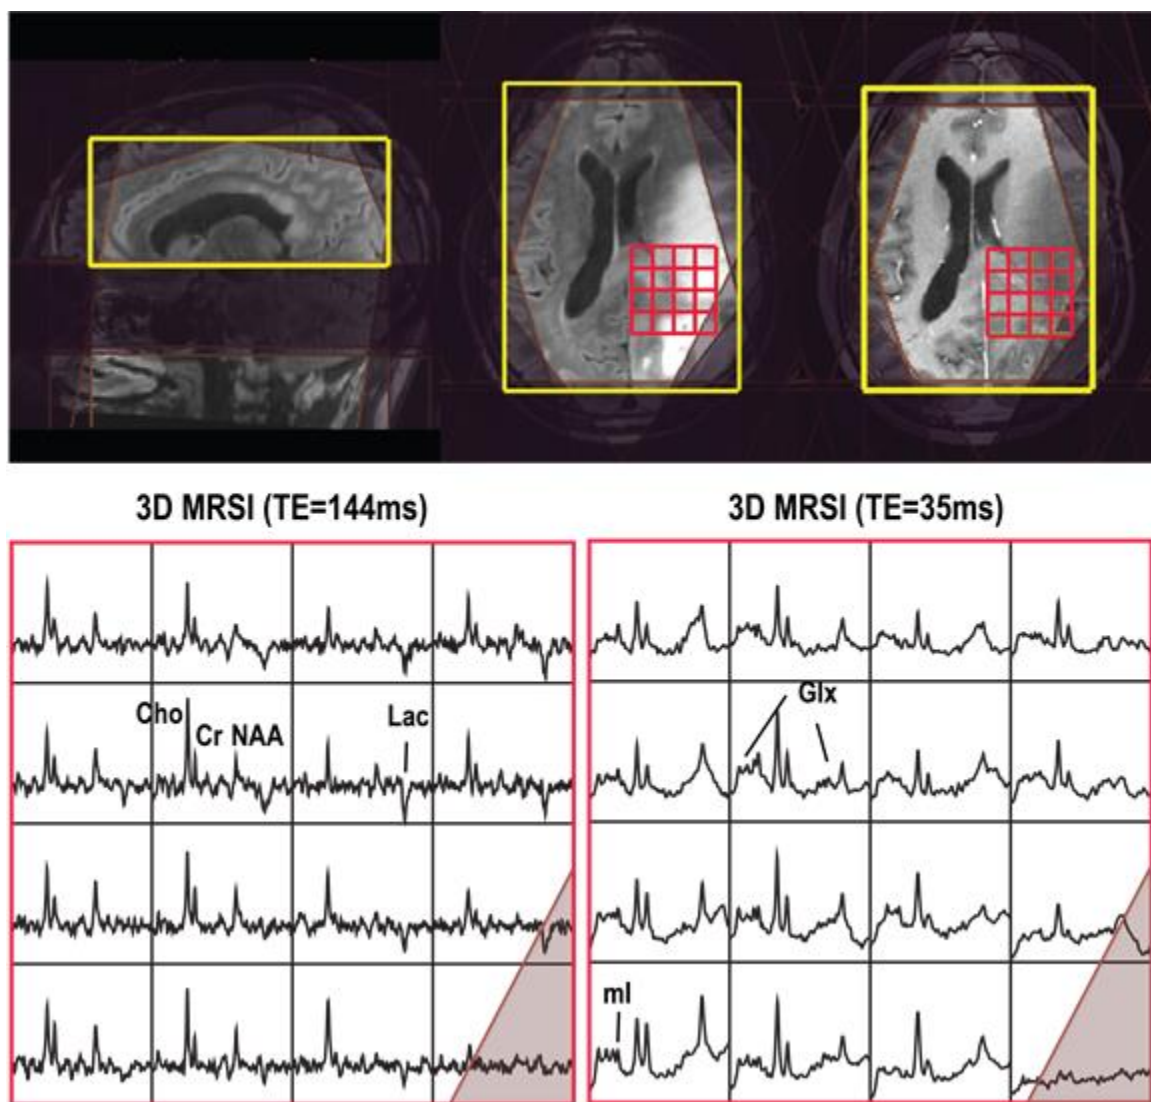 3D MRSI (TE=144ms)
3D MRSI (TE=35ms)
Cho
Cr NAA
Lac
Glx
mI